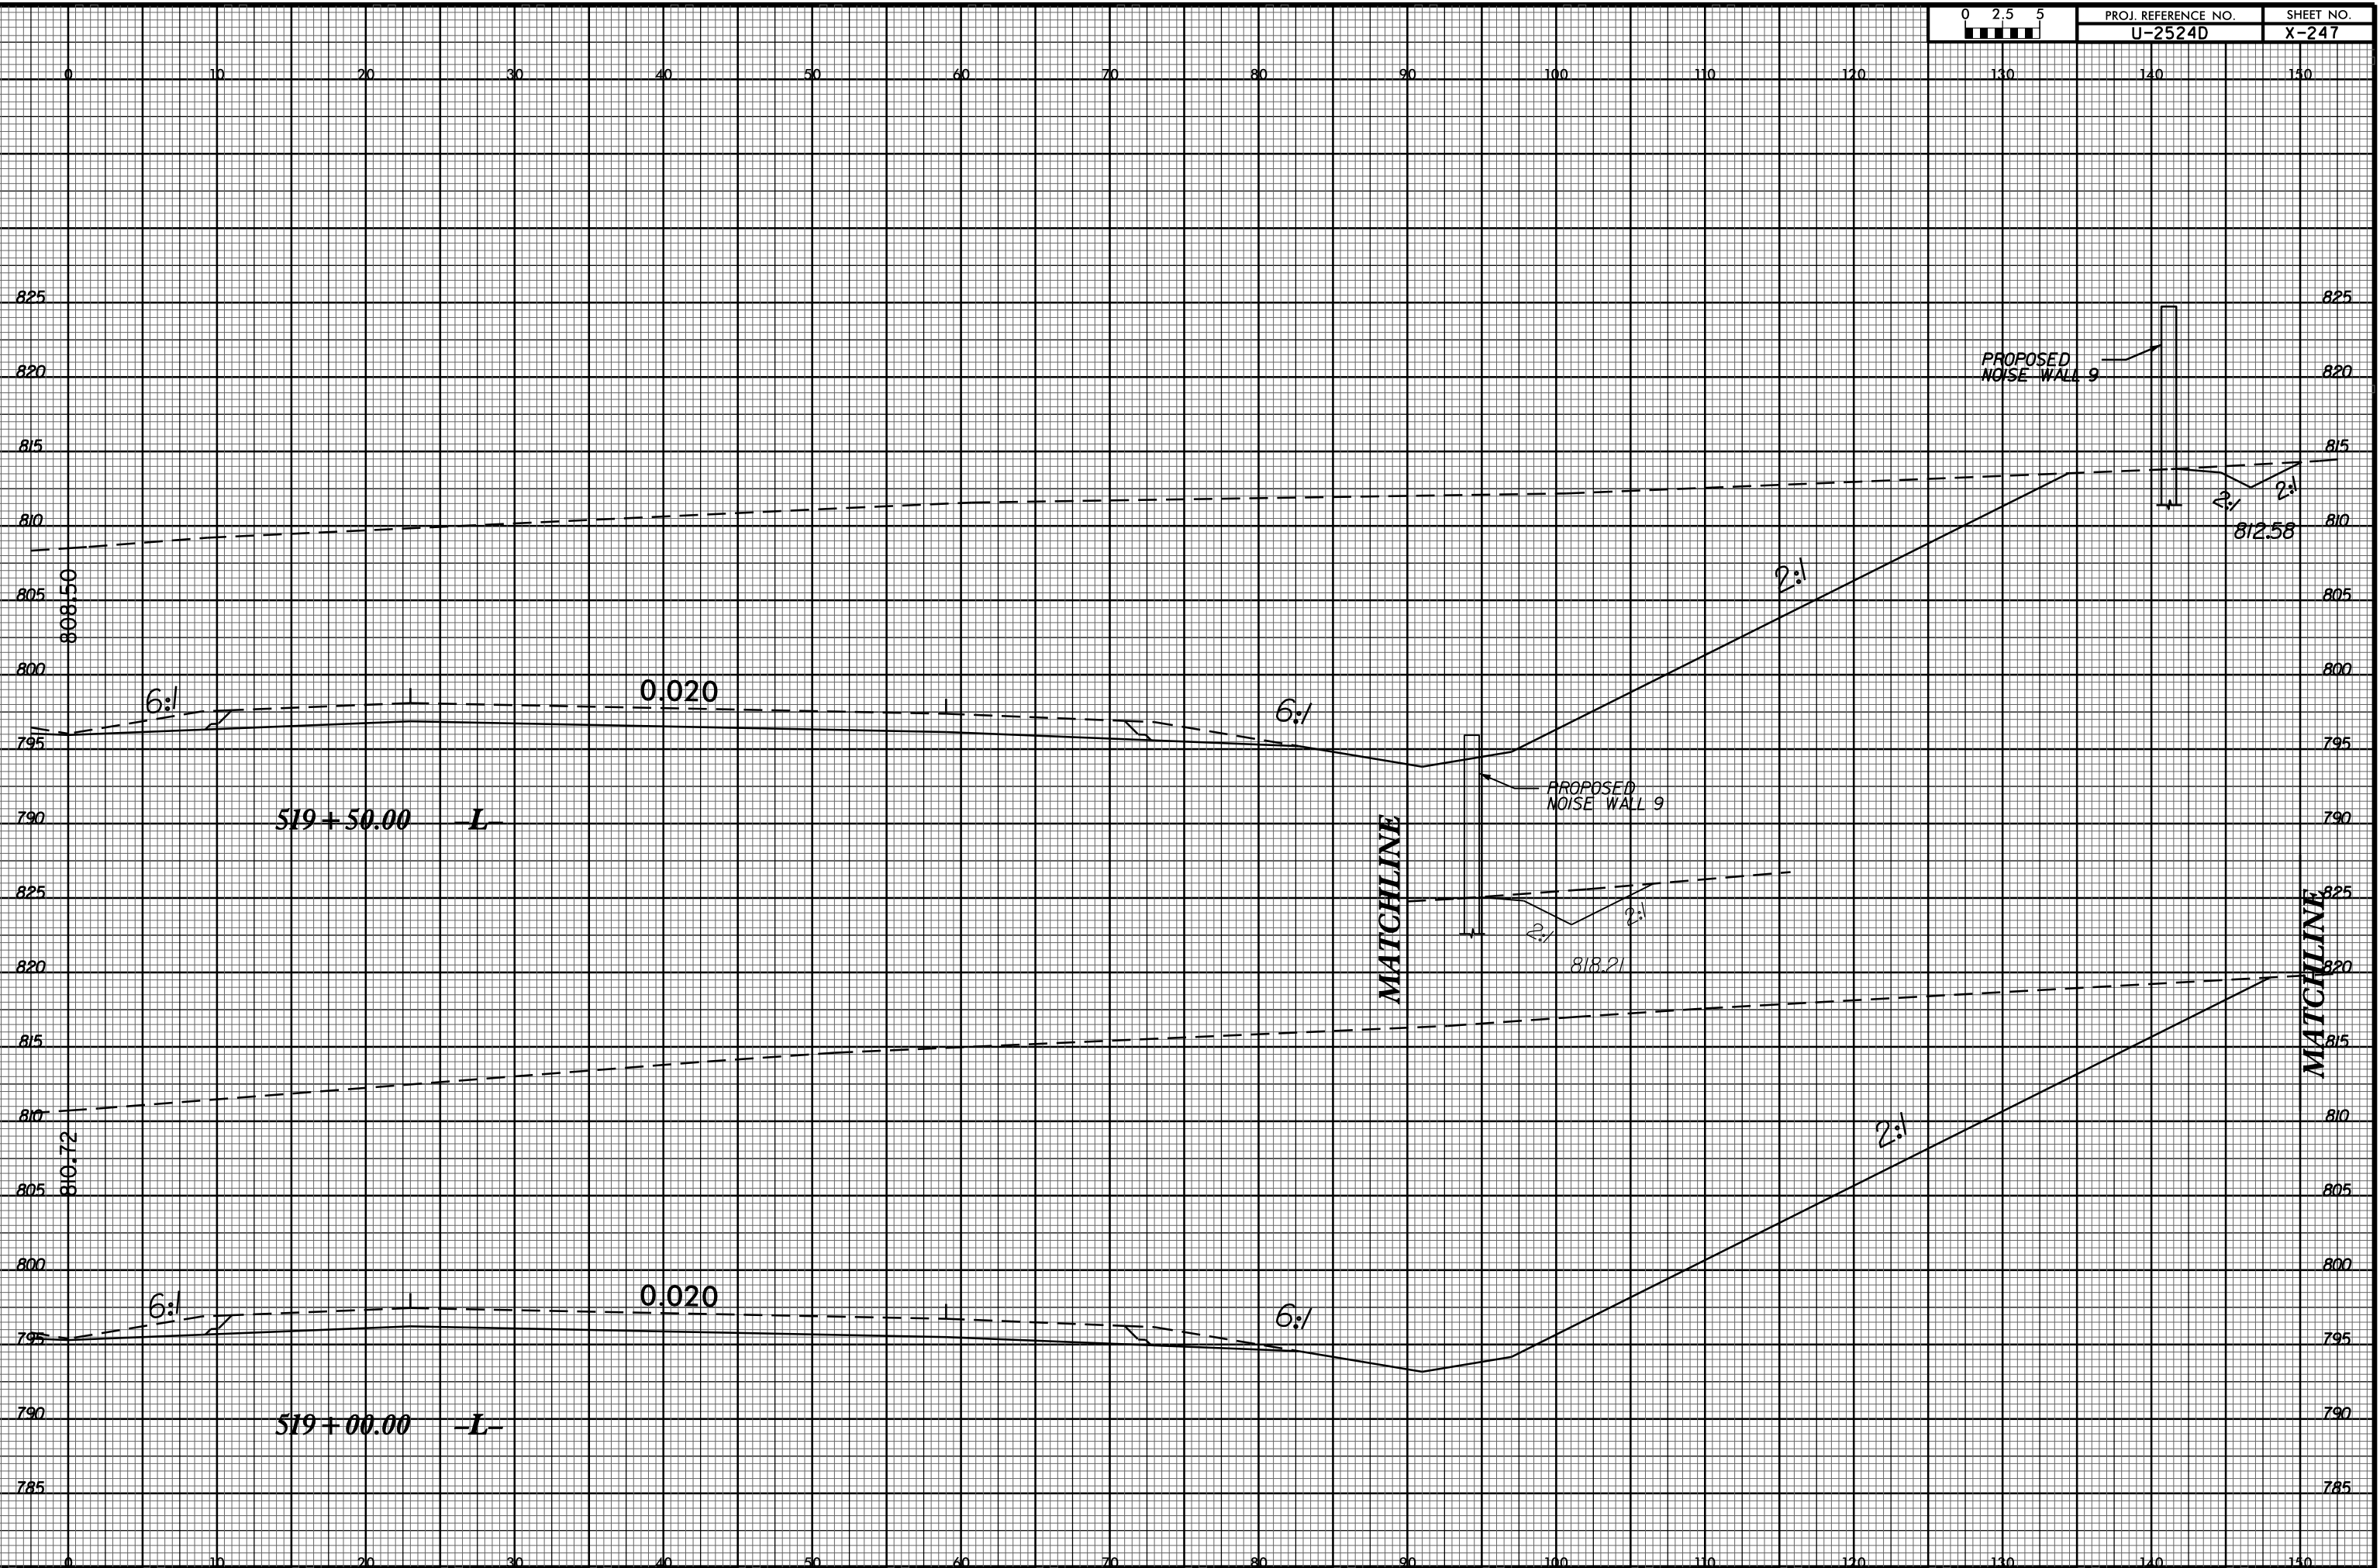 0 2.5 5
PROJ. REFERENCE NO. SHEET NO.
U-2524D X-247
0 10 20 30 40 50 60 70 80 90 100 110 120 130 140 150
825 825
PROPOSED
NOISE WALL 9
820 820
815 815
2:1 2:1
810 812.58 810
2:1
805 805
808.50
800 800
6:1 0.020 6:1
795 795
PROPOSED
NOISE WALL 9
790 519+50.00 -L- 790
MATCHLINE
825 825
MATCHLINE
2:1 2:1
820 818.21 820
815 815
810 810
2:1
810.72
805 805
800 800
6:1 0.020 6:1
795 795
790 519+00.00 -L- 790
785 785
0 10 20 30 40 50 60 70 80 90 100 110 120 130 140 150